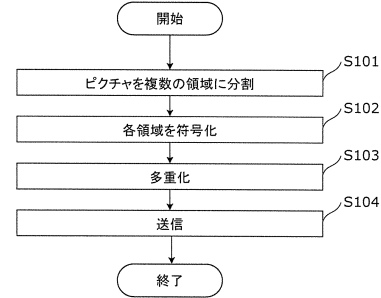 開始
S101
ピクチャを複数の領域に分割
S102
各領域を符号化
S103
多重化
S104
送信
終了